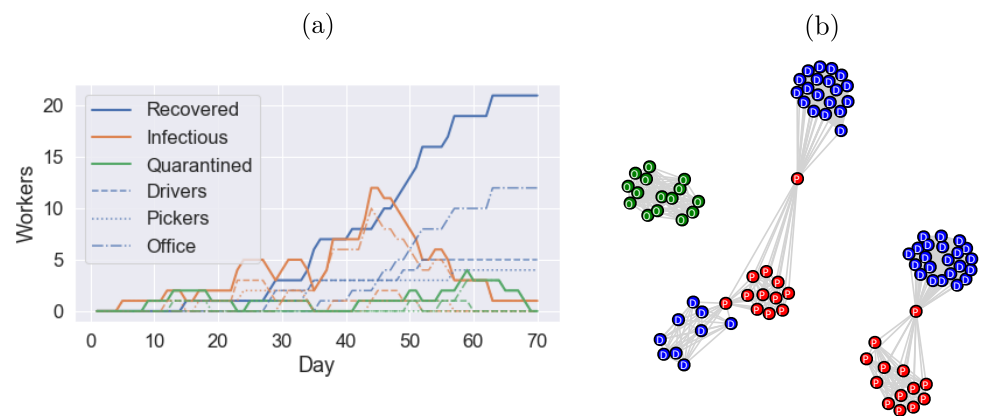 (a)
(b)
Workers
20
15
10
5
0
Recovered
Infectious
Quarantined
Drivers
Pickers
Office
0 10 20 30 40 50 60 70
Day